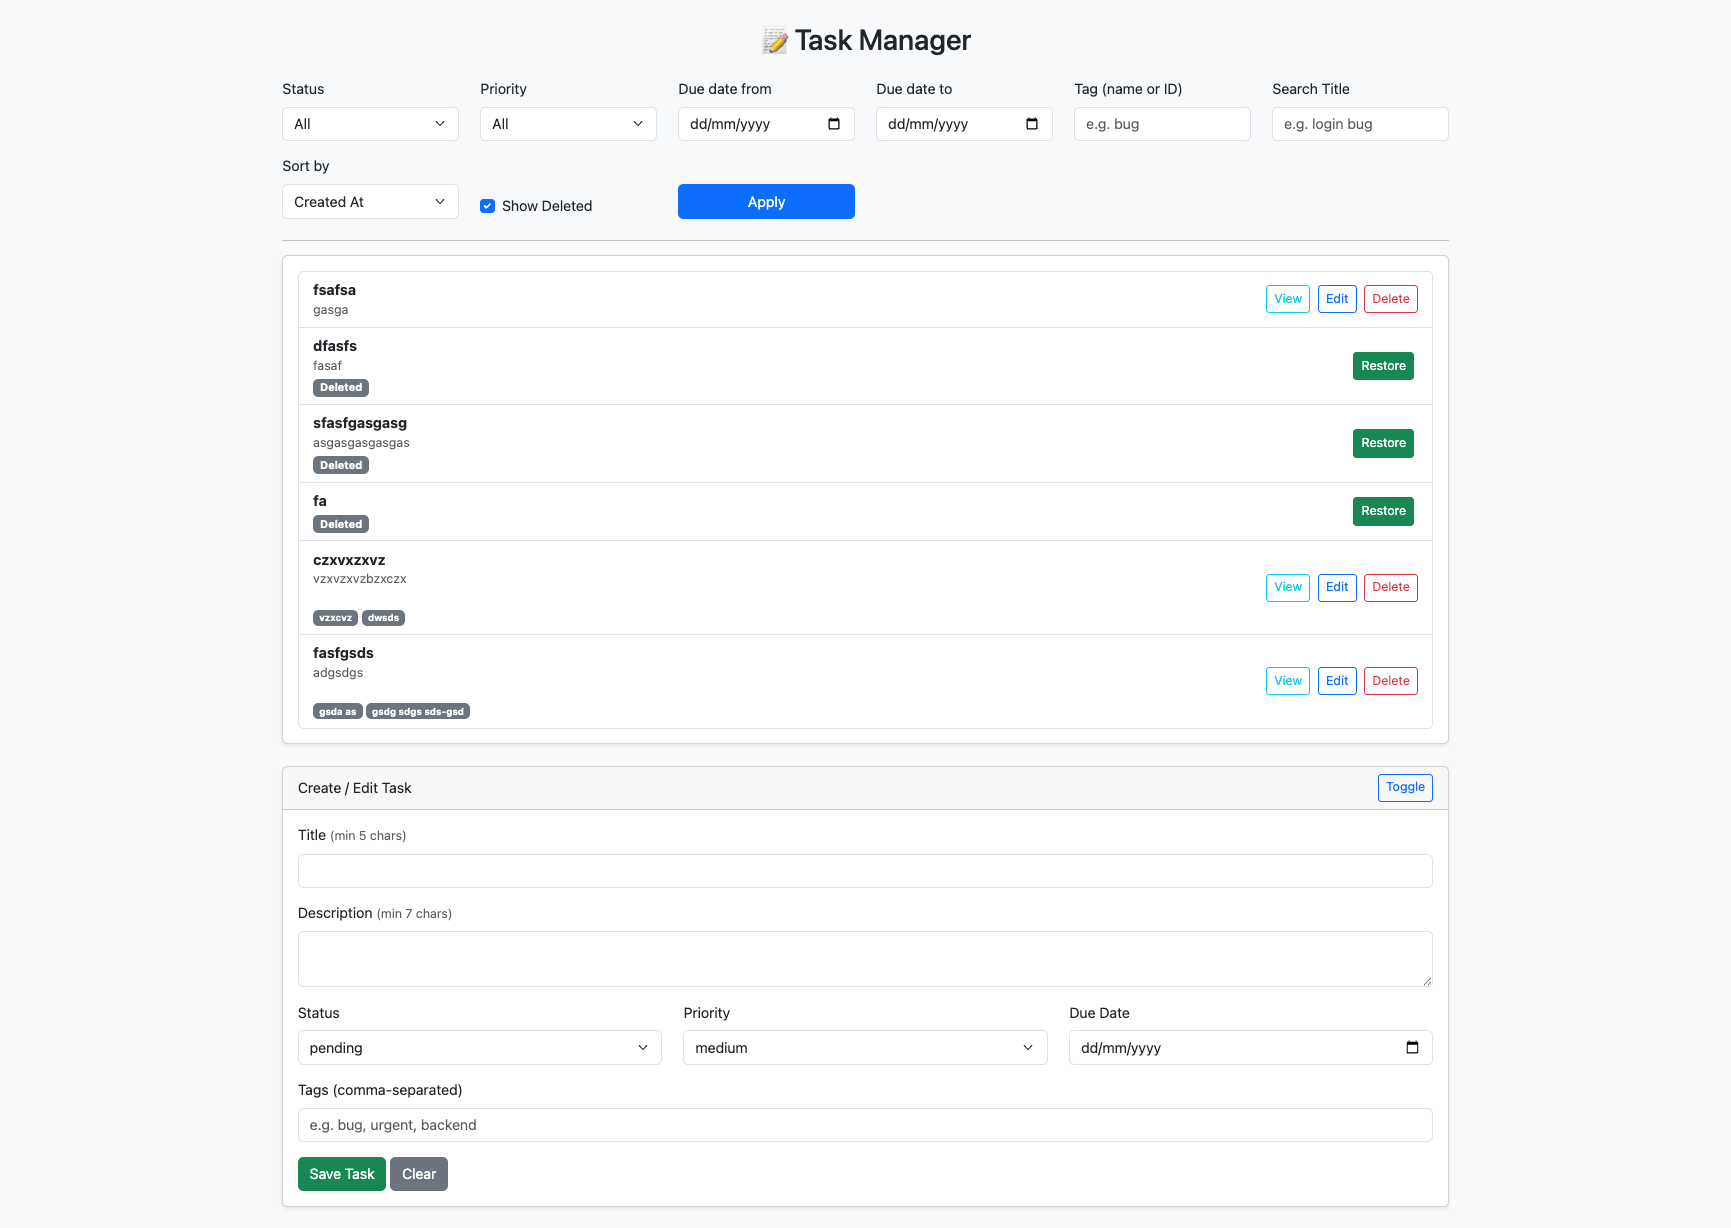 📝 Task Manager
Status Priority Due date from Due date to Tag (name or ID) Search Title
All All dd/mm/yyyy dd/mm/yyyy e.g. bug e.g. login bug
Sort by
Created At Show Deleted Apply
fsafsa
gasga
View Edit Delete
dfasfs
fasaf
Deleted
Restore
sfasfgasgasg
asgasgasgasgas
Deleted
Restore
fa
Deleted
Restore
czxvxzxvz
vzxvzxvzbzxczx
vzxcvz dwsds
View Edit Delete
fasfgsds
adgsdgs
gsda as gsdg sdgs sds-gsd
View Edit Delete
Create / Edit Task Toggle
Title (min 5 chars)
Description (min 7 chars)
Status Priority Due Date
pending medium dd/mm/yyyy
Tags (comma-separated)
e.g. bug, urgent, backend
Save Task Clear